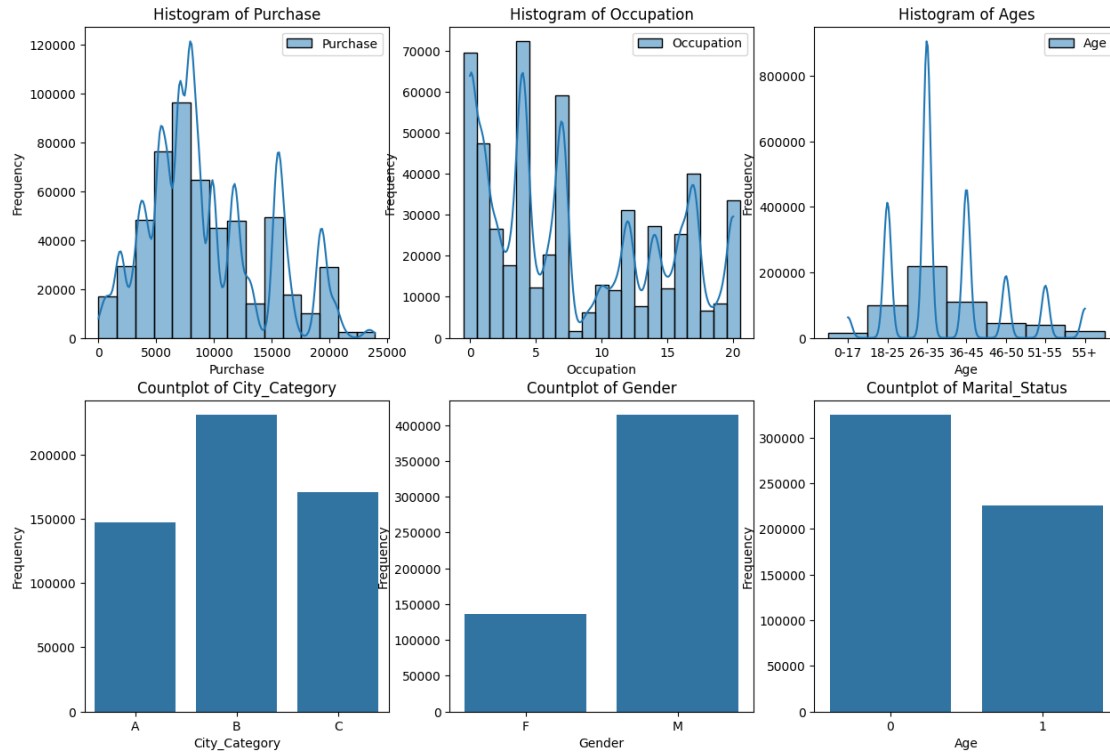 Histogram of Purchase
Frequency
120000
100000
80000
60000
40000
20000
0
Purchase
0 5000 10000 15000 20000 25000
Purchase
Histogram of Occupation
Frequency
70000
60000
50000
40000
30000
20000
10000
0
Occupation
0 5 10 15 20
Occupation
Histogram of Ages
Frequency
800000
600000
400000
200000
0
Age
0-17 18-25 26-35 36-45 46-50 51-55 55+
Age
Countplot of City_Category
Frequency
200000
150000
100000
50000
0
A B C
City_Category
Countplot of Gender
Frequency
400000
350000
300000
250000
200000
150000
100000
50000
0
F M
Gender
Countplot of Marital_Status
Frequency
300000
250000
200000
150000
100000
50000
0
0 1
Age